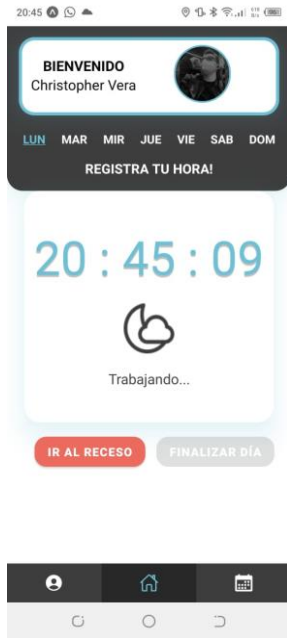 20:45
BIENVENIDO
Christopher Vera
LUN MAR MIR JUE VIE SAB DOM
REGISTRA TU HORA!
20 : 45 : 09
Trabajando...
IR AL RECESO FINALIZAR DÍA